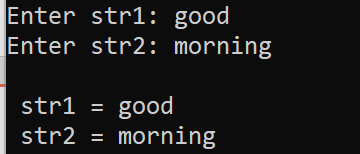 Enter str1: good
Enter str2: morning
str1 = good
str2 = morning